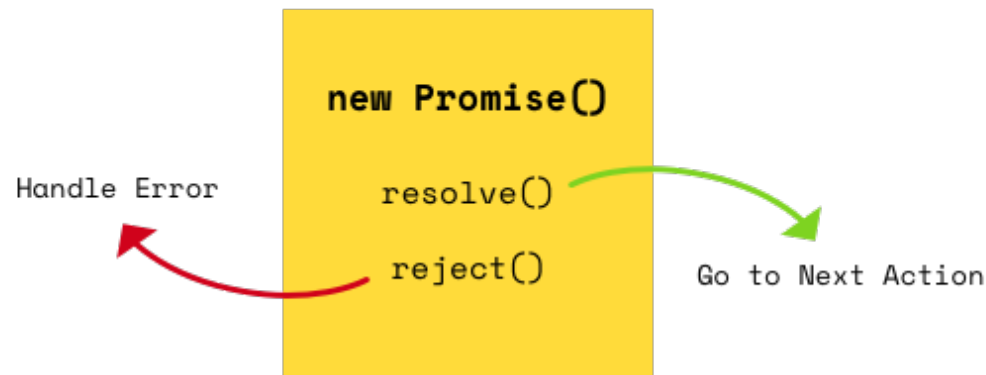 new Promise()
resolve()
Handle Error
reject()
Go to Next Action